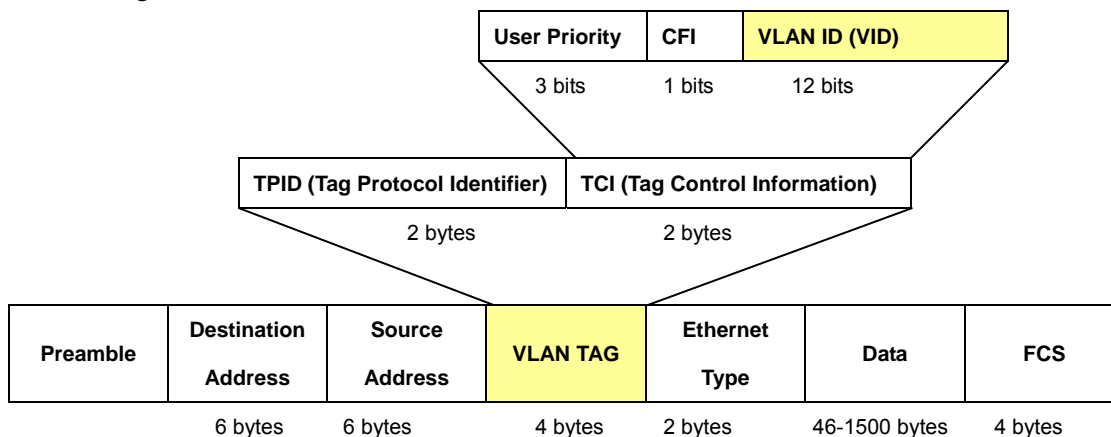 User Priority CFI VLAN ID (VID)
3 bits 1 bits 12 bits
TPID (Tag Protocol Identifier) TCI (Tag Control Information)
2 bytes 2 bytes
Preamble Destination Address Source Address VLAN TAG Ethernet Type Data FCS
6 bytes 6 bytes 4 bytes 2 bytes 46-1500 bytes 4 bytes